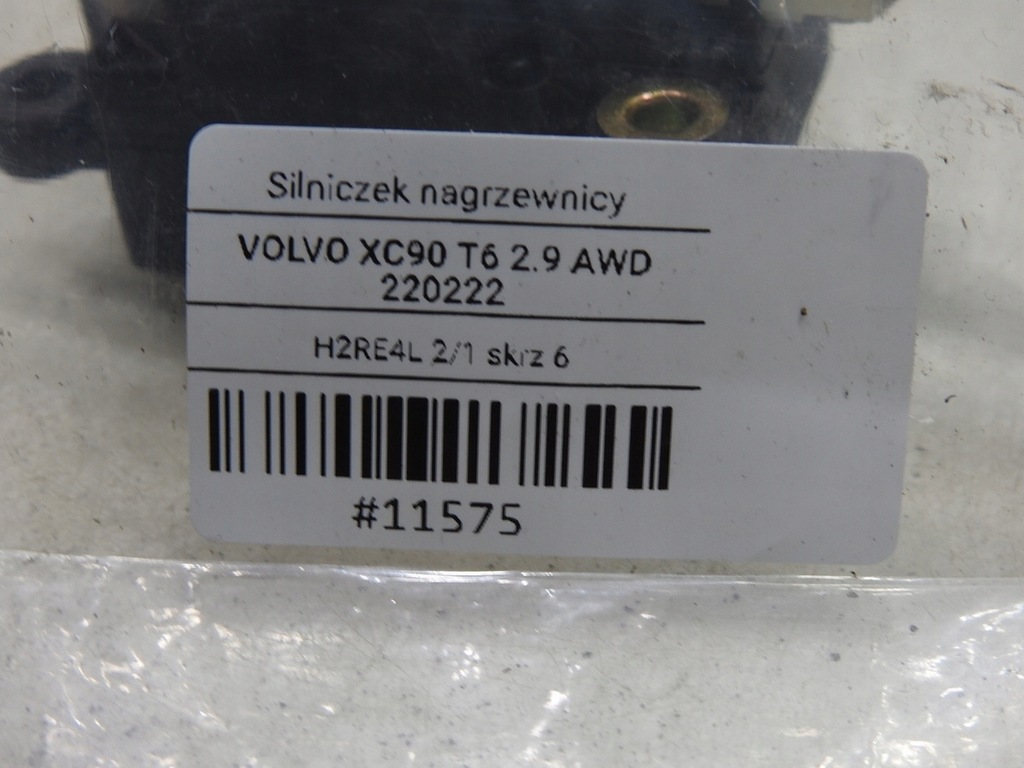 Silniczek nagrzewnicy
VOLVO XC90 T6 2.9 AWD
220222
H2RE4L 2/1 skrz 6
#11575